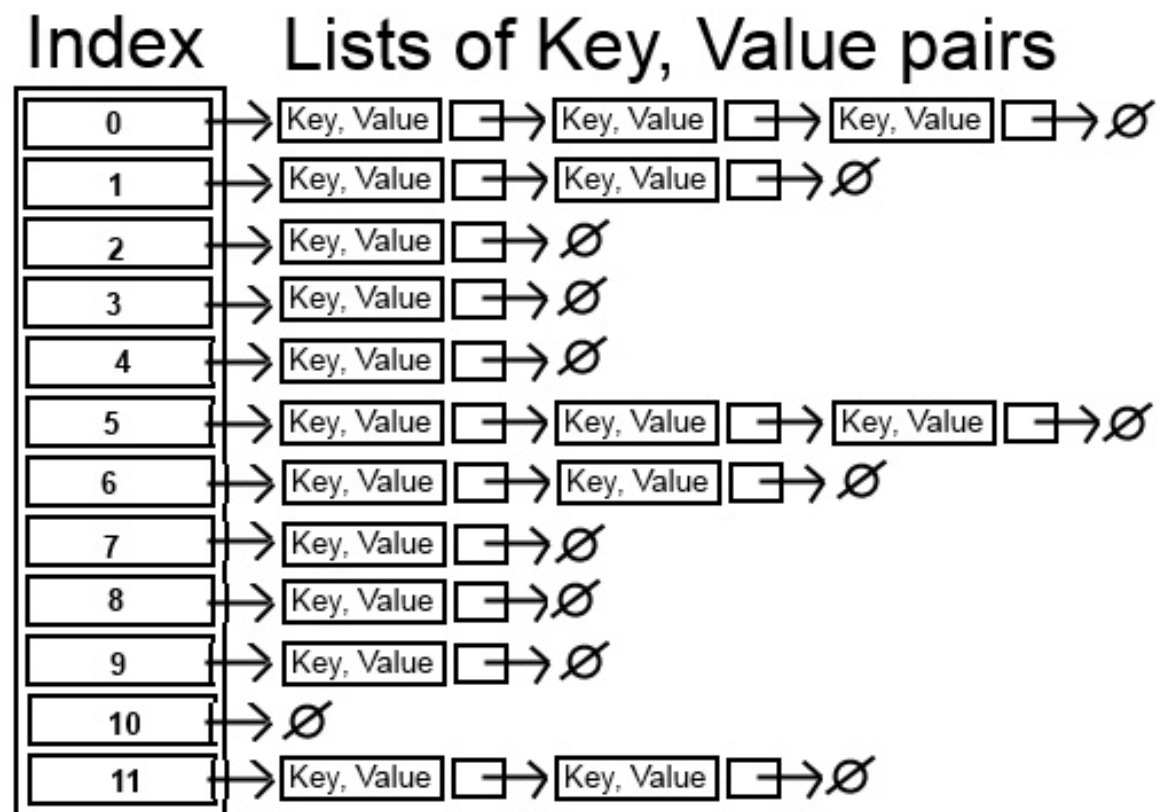 Index Lists of Key, Value pairs
0 Key, Value Key, Value Key, Value ∅
1 Key, Value Key, Value ∅
2 Key, Value ∅
3 Key, Value ∅
4 Key, Value ∅
5 Key, Value Key, Value Key, Value ∅
6 Key, Value Key, Value ∅
7 Key, Value ∅
8 Key, Value ∅
9 Key, Value ∅
10 ∅
11 Key, Value Key, Value ∅